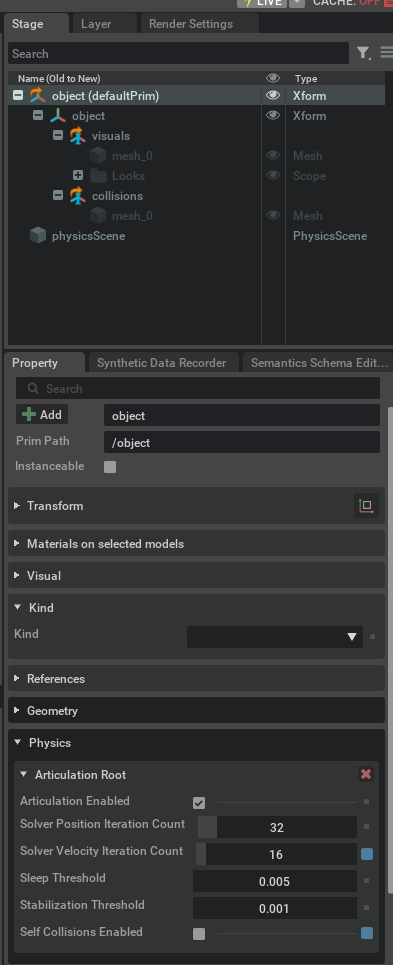 LIVE CACHE: OFF
Stage Layer Render Settings
Search
Name (Old to New) Type
object (defaultPrim) Xform
object Xform
visuals
mesh_0 Mesh
Looks Scope
collisions
mesh_0 Mesh
physicsScene PhysicsScene
Property Synthetic Data Recorder Semantics Schema Edit...
Search
Add object
Prim Path /object
Instanceable
Transform
Materials on selected models
Visual
Kind
Kind
References
Geometry
Physics
Articulation Root
Articulation Enabled
Solver Position Iteration Count 32
Solver Velocity Iteration Count 16
Sleep Threshold 0.005
Stabilization Threshold 0.001
Self Collisions Enabled